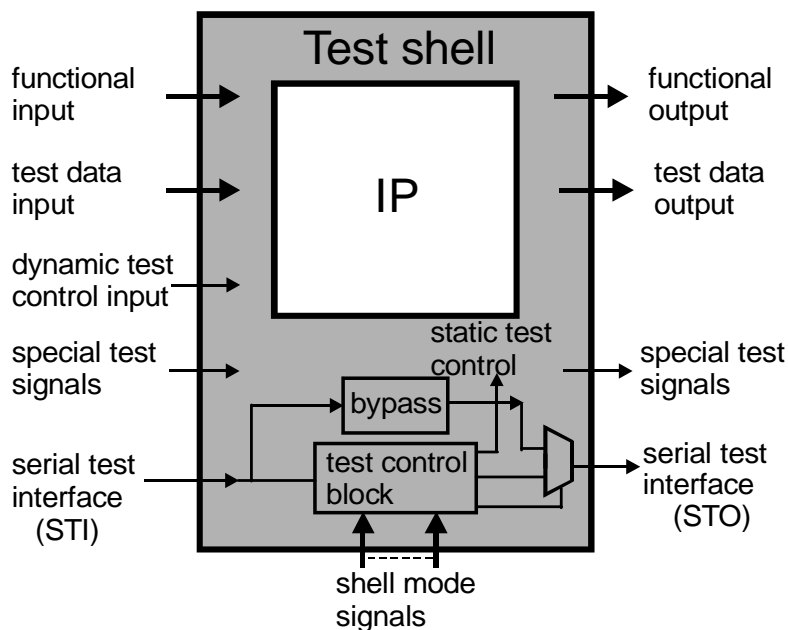 Test shell
functional
input
functional
output
IP
test data
input
test data
output
dynamic test
control input
static test
control
special test
signals
special test
signals
bypass
serial test
interface
(STI)
test control
block
serial test
interface
(STO)
shell mode
signals